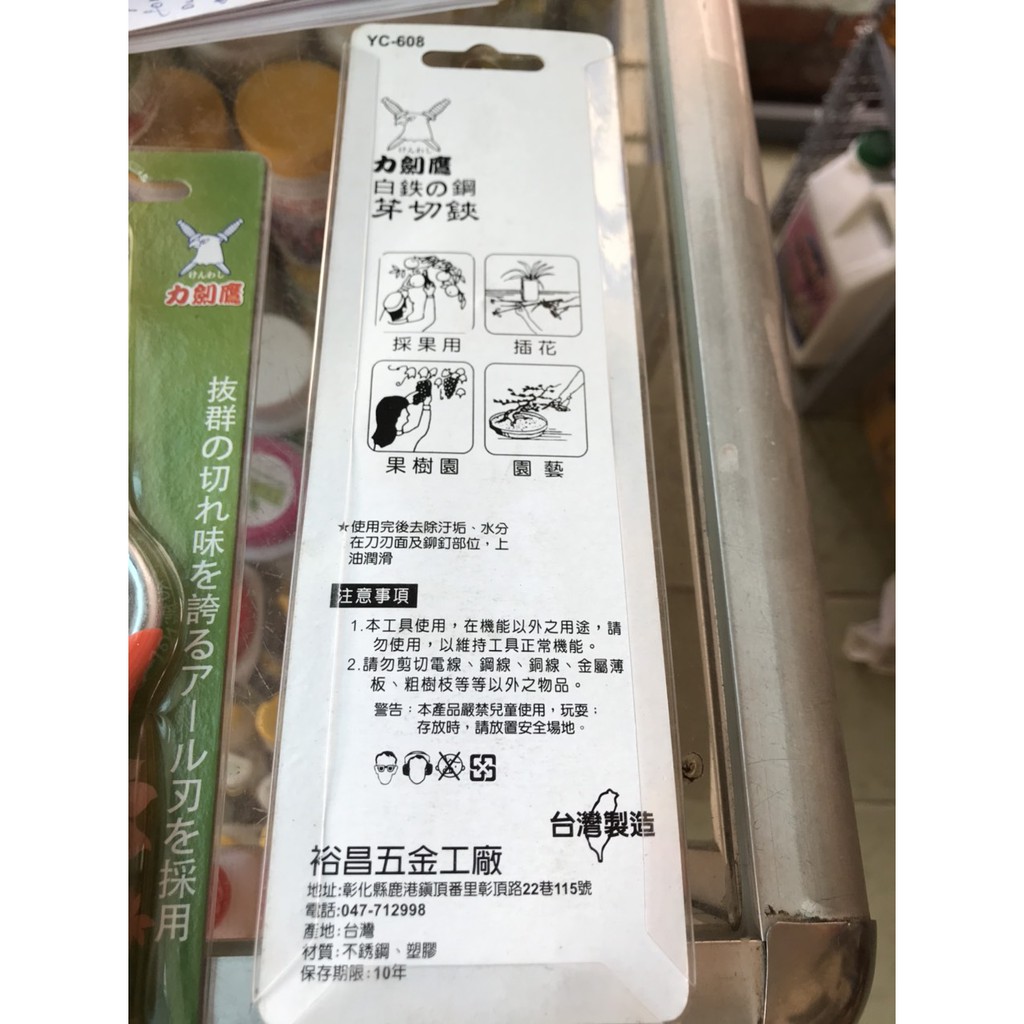 YC-608
けんわし
力劍鷹
白鉄の鋼
芽切鋏
採果用
插花
果樹園
園藝
★使用完後去除汙垢、水分
在刀刃面及鉚釘部位，上
油潤滑
注意事項
1.本工具使用，在機能以外之用途，請
勿使用，以維持工具正常機能。
2.請勿剪切電線、鋼線、銅線、金屬薄
板、粗樹枝等等以外之物品。
警告：本產品嚴禁兒童使用，玩耍；
存放時，請放置安全場地。
台灣製造
裕昌五金工廠
地址:彰化縣鹿港鎮頂番里彰頂路22巷115號
電話:047-712998
產地:台灣
材質:不銹鋼、塑膠
保存期限:10年
けんわし
力劍鷹
抜群の切れ味を誇るアール刃を採用